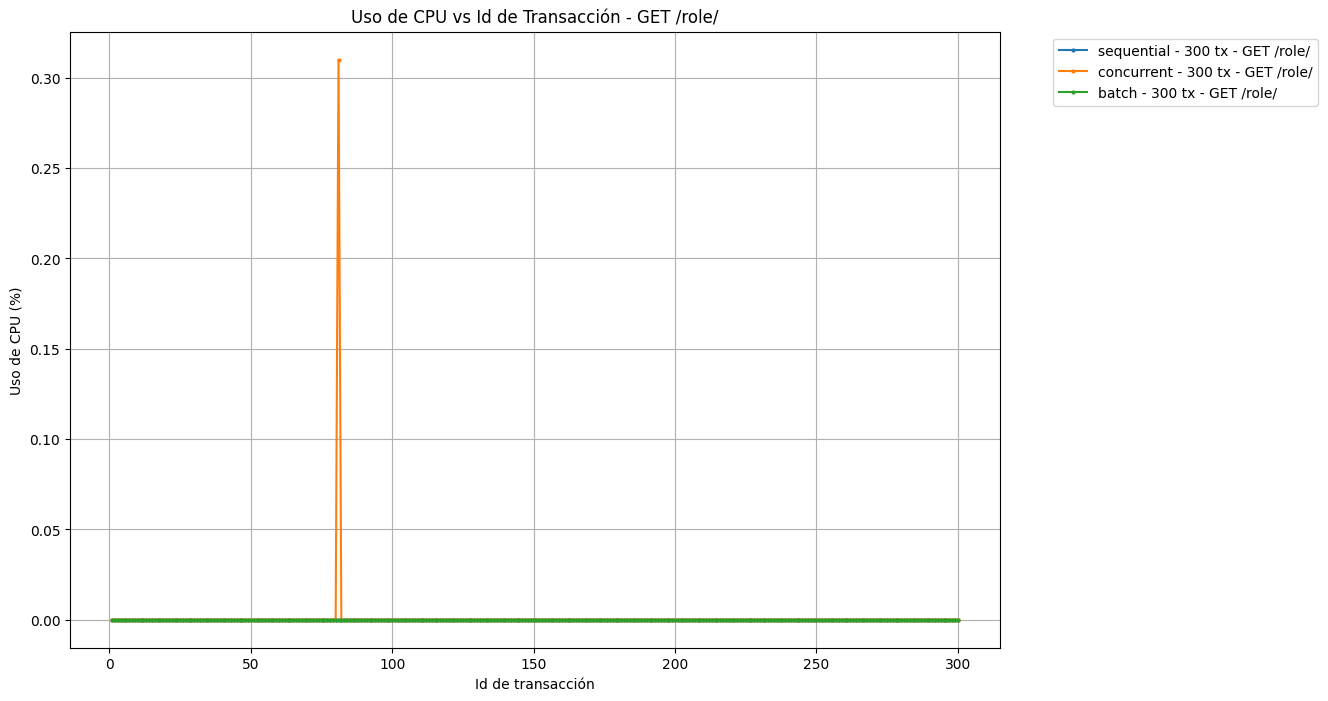 Uso de CPU vs Id de Transacción - GET /role/
sequential - 300 tx - GET /role/
concurrent - 300 tx - GET /role/
batch - 300 tx - GET /role/
Uso de CPU (%)
0.30
0.25
0.20
0.15
0.10
0.05
0.00
0 50 100 150 200 250 300
Id de transacción